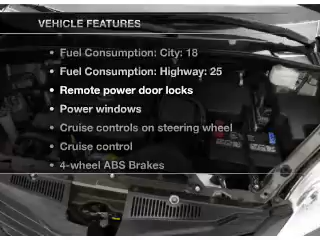 VEHICLE FEATURES
• Fuel Consumption: City: 18
• Fuel Consumption: Highway: 25
• Remote power door locks
• Power windows
• Cruise controls on steering wheel
• Cruise control
• 4-wheel ABS Brakes